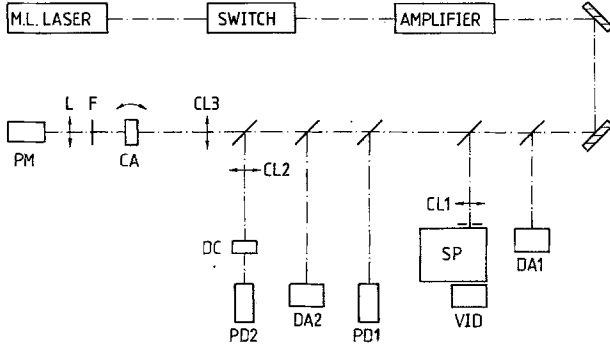 M.L. LASER SWITCH AMPLIFIER
L F CL3
PM CA
CL2
CL1
DC SP DA1
PD2 DA2 PD1 VID